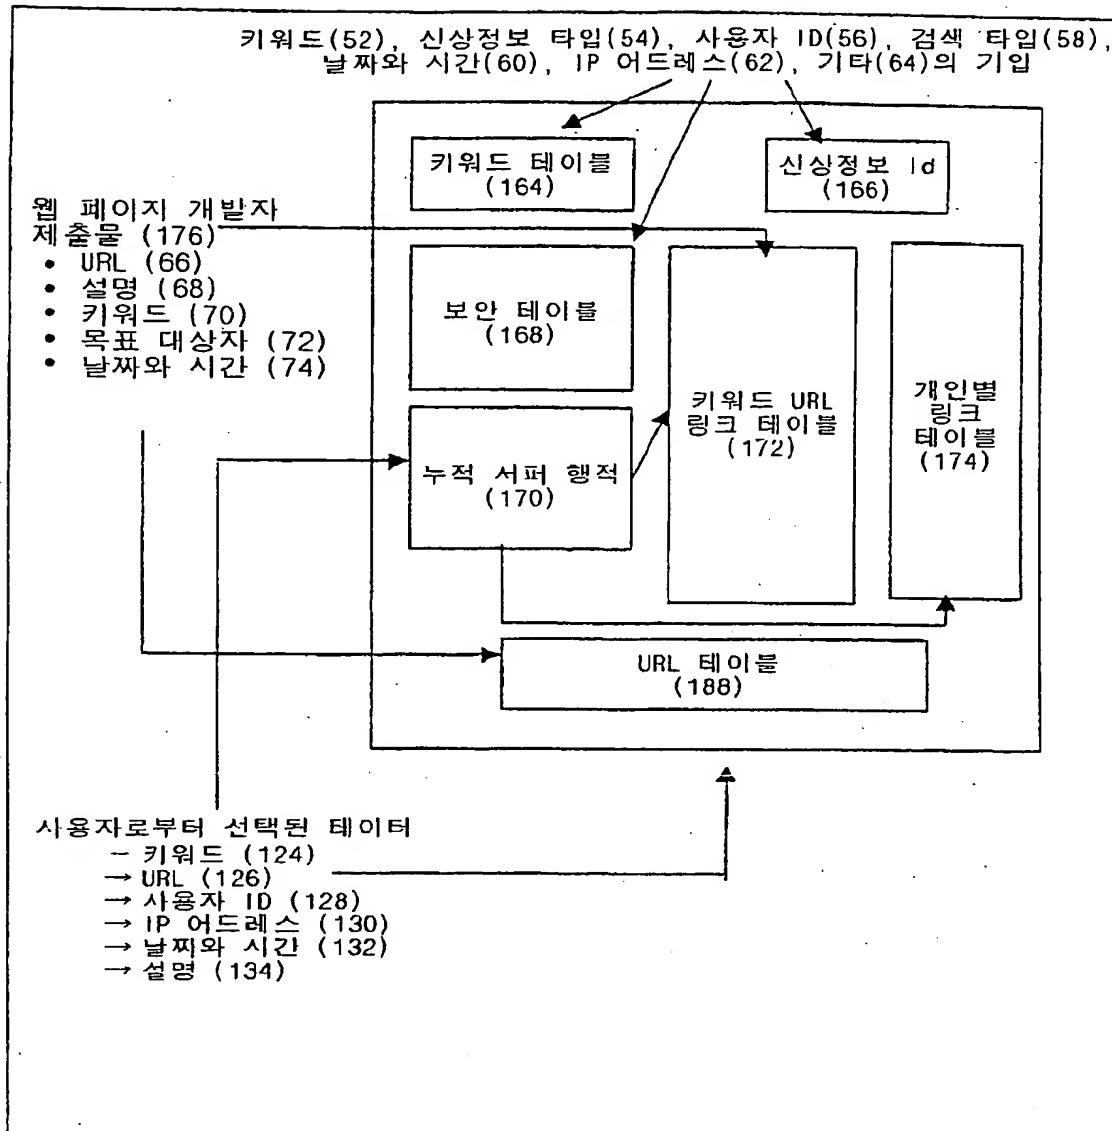 키워드(52), 신상정보 타입(54), 사용자 ID(56), 검색 타입(58),
날짜와 시간(60), IP 어드레스(62), 기타(64)의 기입
키워드 테이블
(164)
신상정보 Id
(166)
웹 페이지 개발자
제출물 (176)
• URL (66)
• 설명 (68)
• 키워드 (70)
• 목표 대상자 (72)
• 날짜와 시간 (74)
보안 테이블
(168)
키워드 URL
링크 테이블
(172)
개인별
링크
테이블
(174)
누적 서퍼 행적
(170)
URL 테이블
(188)
사용자로부터 선택된 테이터
– 키워드 (124)
→ URL (126)
→ 사용자 ID (128)
→ IP 어드레스 (130)
→ 날짜와 시간 (132)
→ 설명 (134)